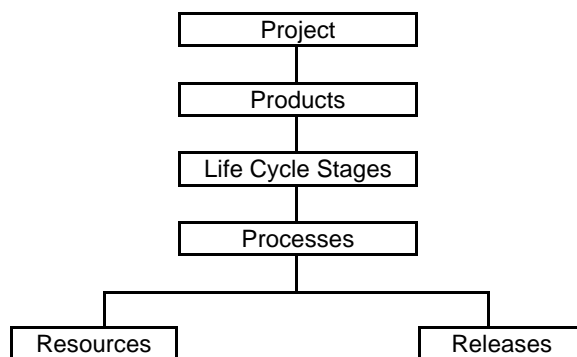 Project
Products
Life Cycle Stages
Processes
Resources
Releases